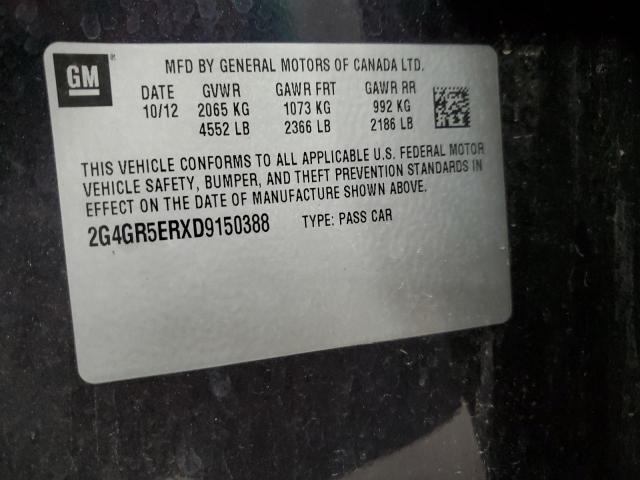 GM
MFD BY GENERAL MOTORS OF CANADA LTD.
DATE GVWR GAWR FRT GAWR RR
10/12 2065 KG 1073 KG 992 KG
4552 LB 2366 LB 2186 LB
THIS VEHICLE CONFORMS TO ALL APPLICABLE U.S. FEDERAL MOTOR
VEHICLE SAFETY, BUMPER, AND THEFT PREVENTION STANDARDS IN
EFFECT ON THE DATE OF MANUFACTURE SHOWN ABOVE.
2G4GR5ERXD9150388 TYPE: PASS CAR